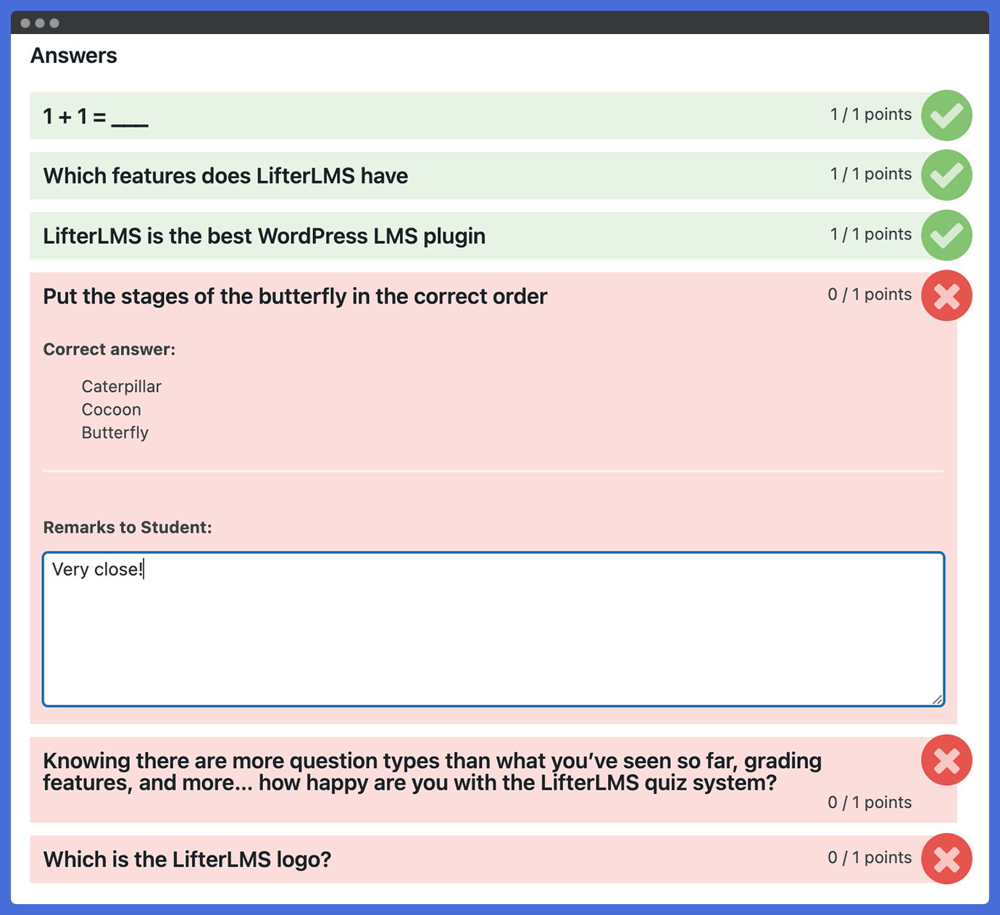 Answers
1 + 1 = ___
1 / 1 points
Which features does LifterLMS have
1 / 1 points
LifterLMS is the best WordPress LMS plugin
1 / 1 points
Put the stages of the butterfly in the correct order
0 / 1 points
Correct answer:
Caterpillar
Cocoon
Butterfly
Remarks to Student:
Very close!
Knowing there are more question types than what you’ve seen so far, grading
features, and more... how happy are you with the LifterLMS quiz system?
0 / 1 points
Which is the LifterLMS logo?
0 / 1 points